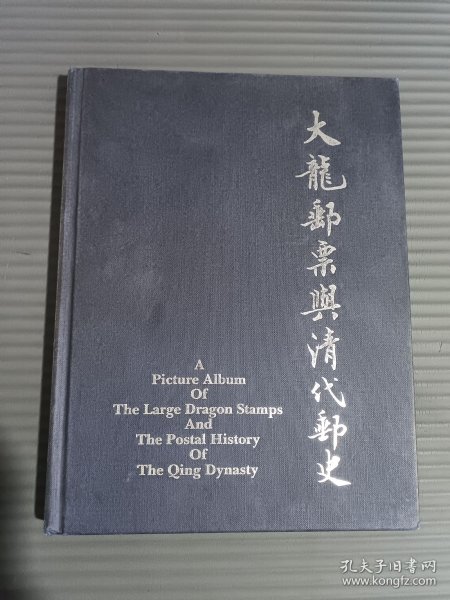 大龍郵票與清代郵史
A
Picture Album
Of
The Large Dragon Stamps
And
The Postal History
Of
The Qing Dynasty
孔夫子旧书网
www.kongfz.com